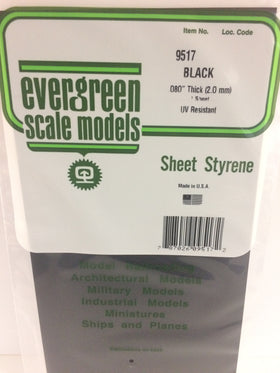 Item No. Loc. Code
9517
BLACK
.080" Thick (2.0 mm)
1 Sheet
UV Resistant
evergreen
scale models
Sheet Styrene
Made in U.S.A.
Model Railroading
Architectural Models
Military Models
Industrial Models
Miniatures
Ships and Planes